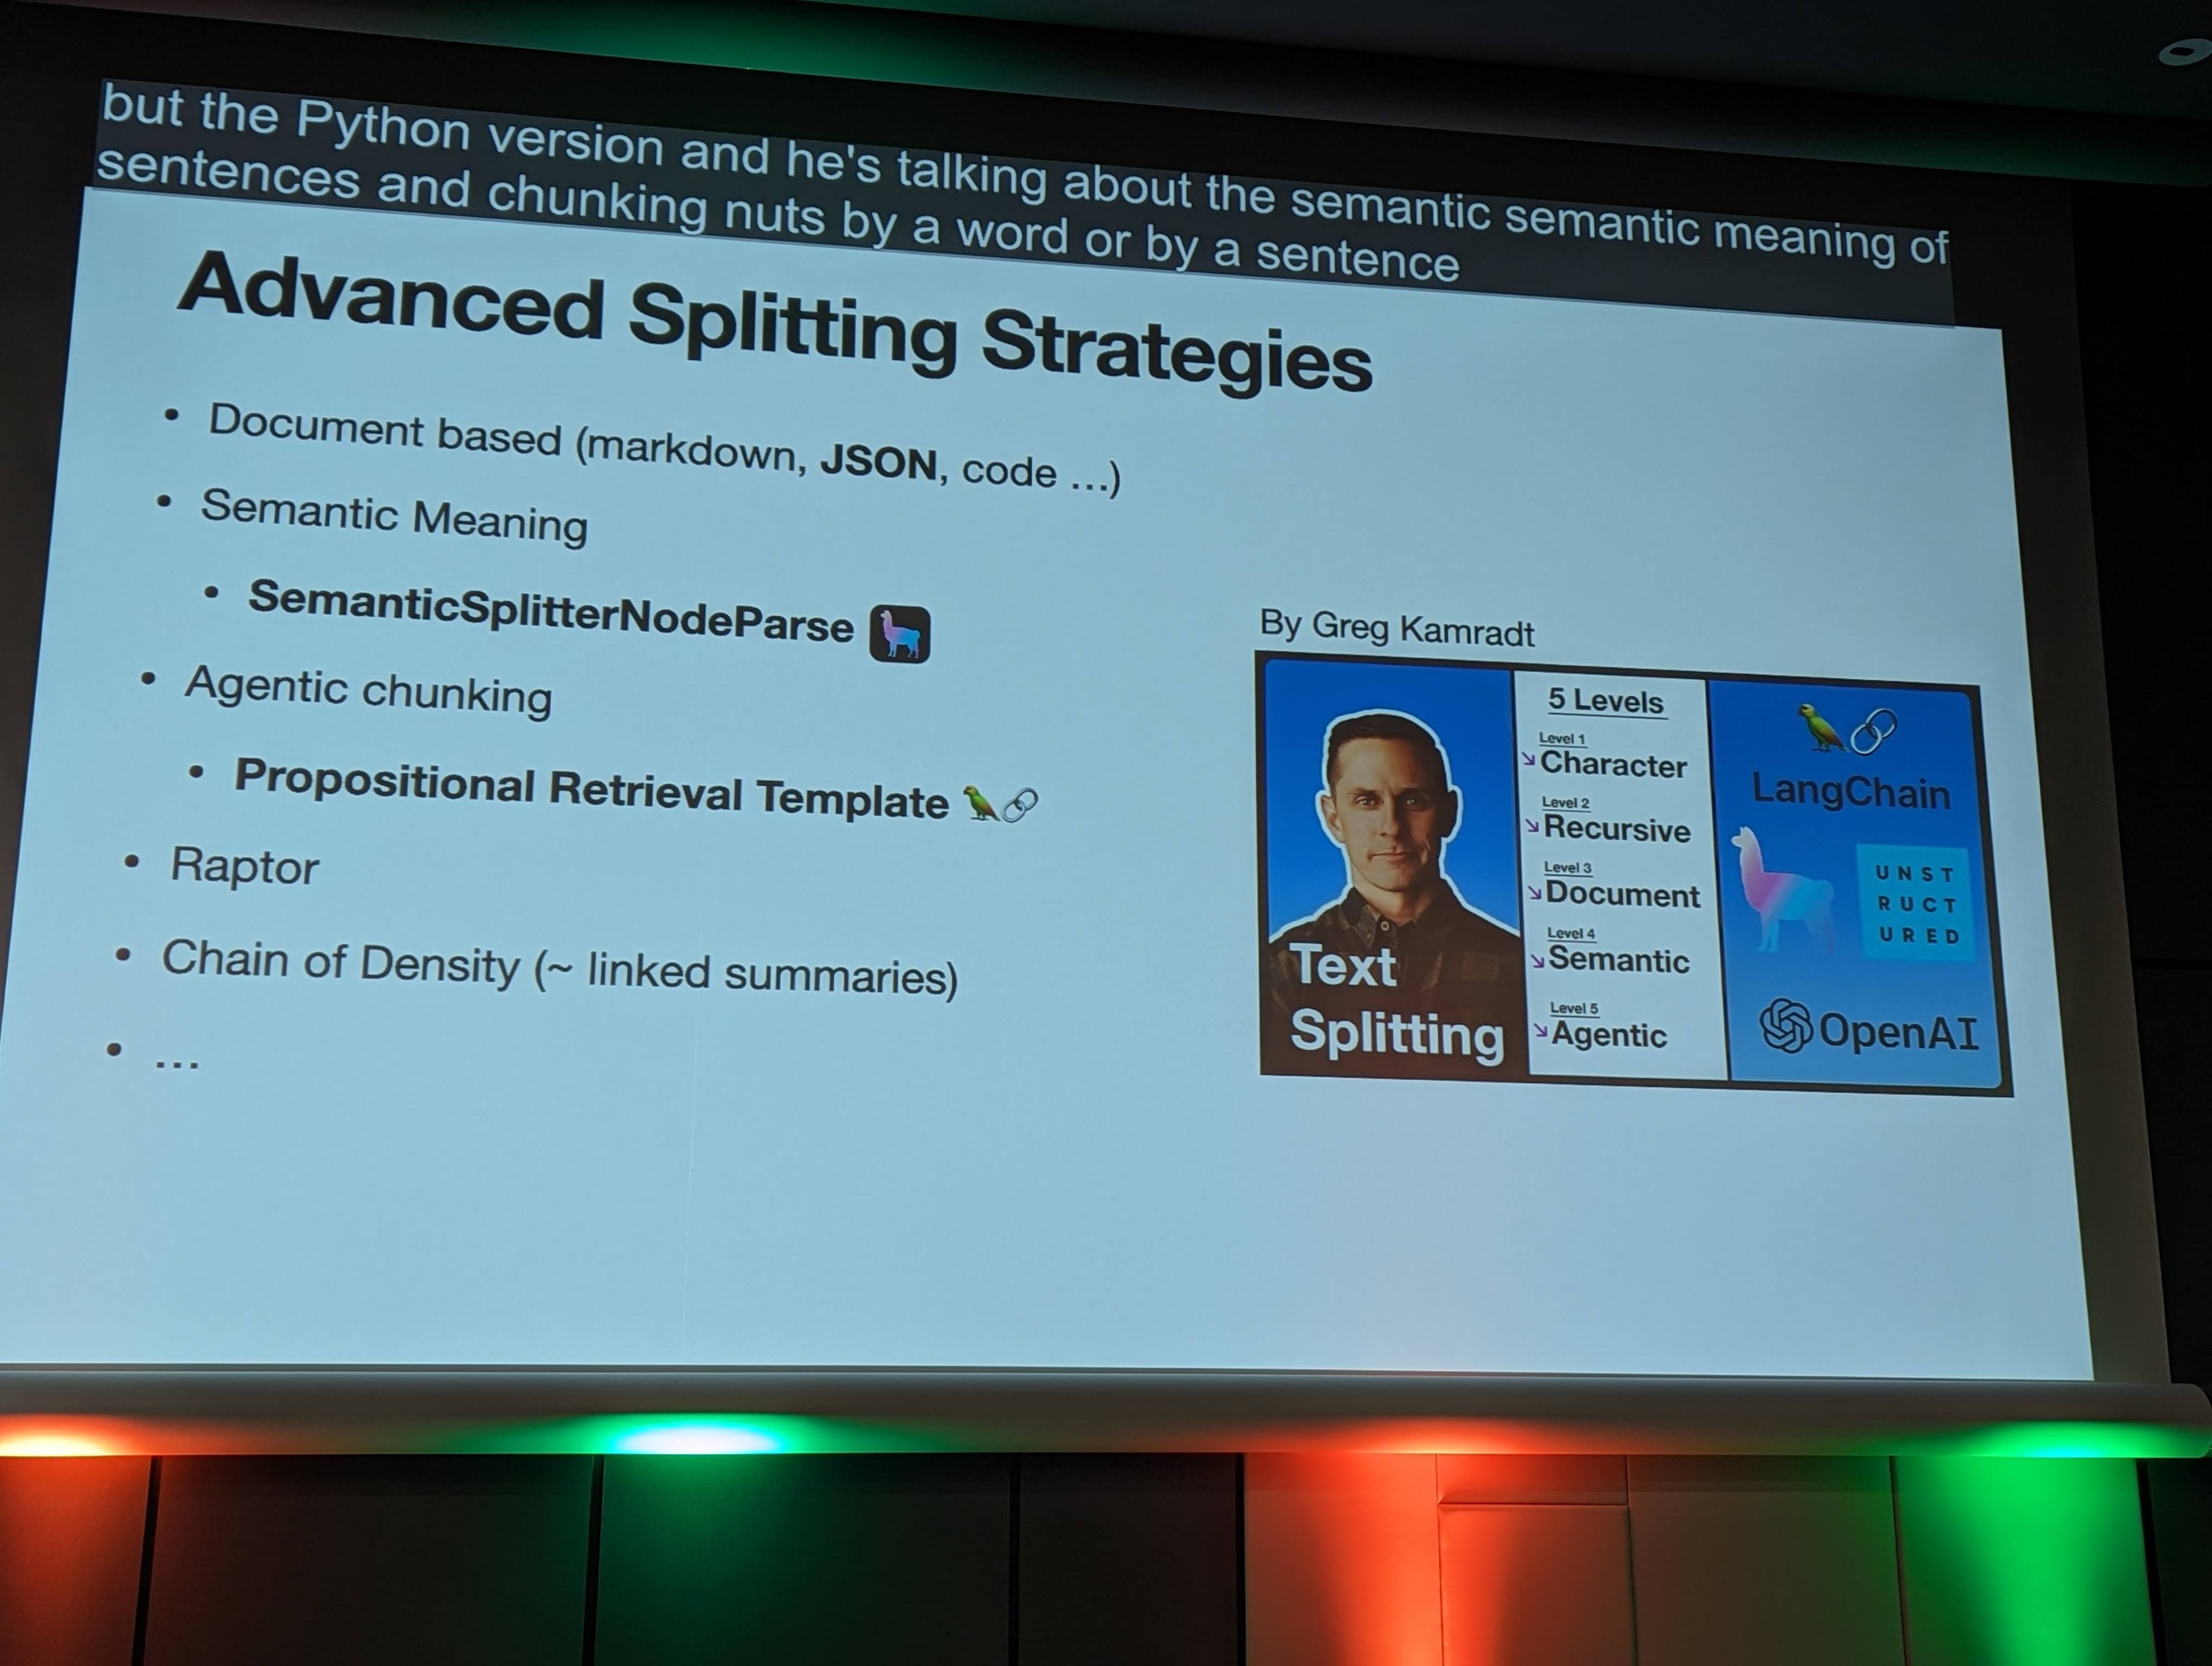 but the Python version and he's talking about the semantic semantic meaning of
sentences and chunking nuts by a word or by a sentence
Advanced Splitting Strategies
• Document based (markdown, JSON, code ...)
• Semantic Meaning
• SemanticSplitterNodeParse
• Agentic chunking
• Propositional Retrieval Template
• Raptor
• Chain of Density (~ linked summaries)
• ...
By Greg Kamradt
Text
Splitting
5 Levels
Level 1
Character
Level 2
Recursive
Level 3
Document
Level 4
Semantic
Level 5
Agentic
LangChain
UNST
RUCT
URED
OpenAI